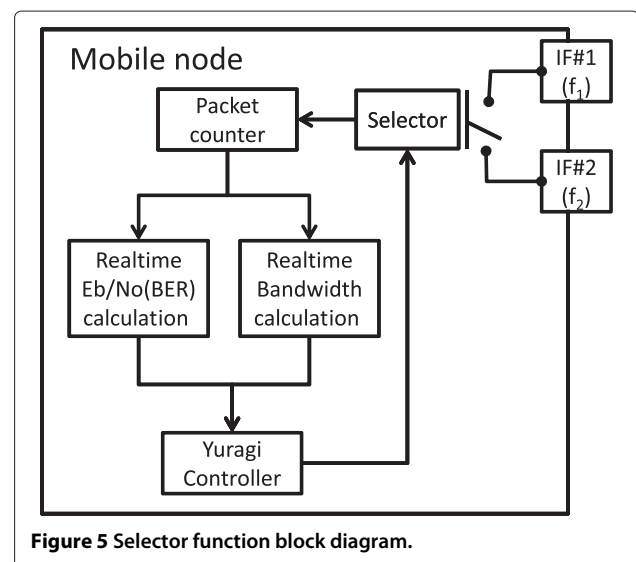 Mobile node
IF#1
(f₁)
Packet
counter
Selector
IF#2
(f₂)
Realtime
Eb/No(BER)
calculation
Realtime
Bandwidth
calculation
Yuragi
Controller
Figure 5 Selector function block diagram.